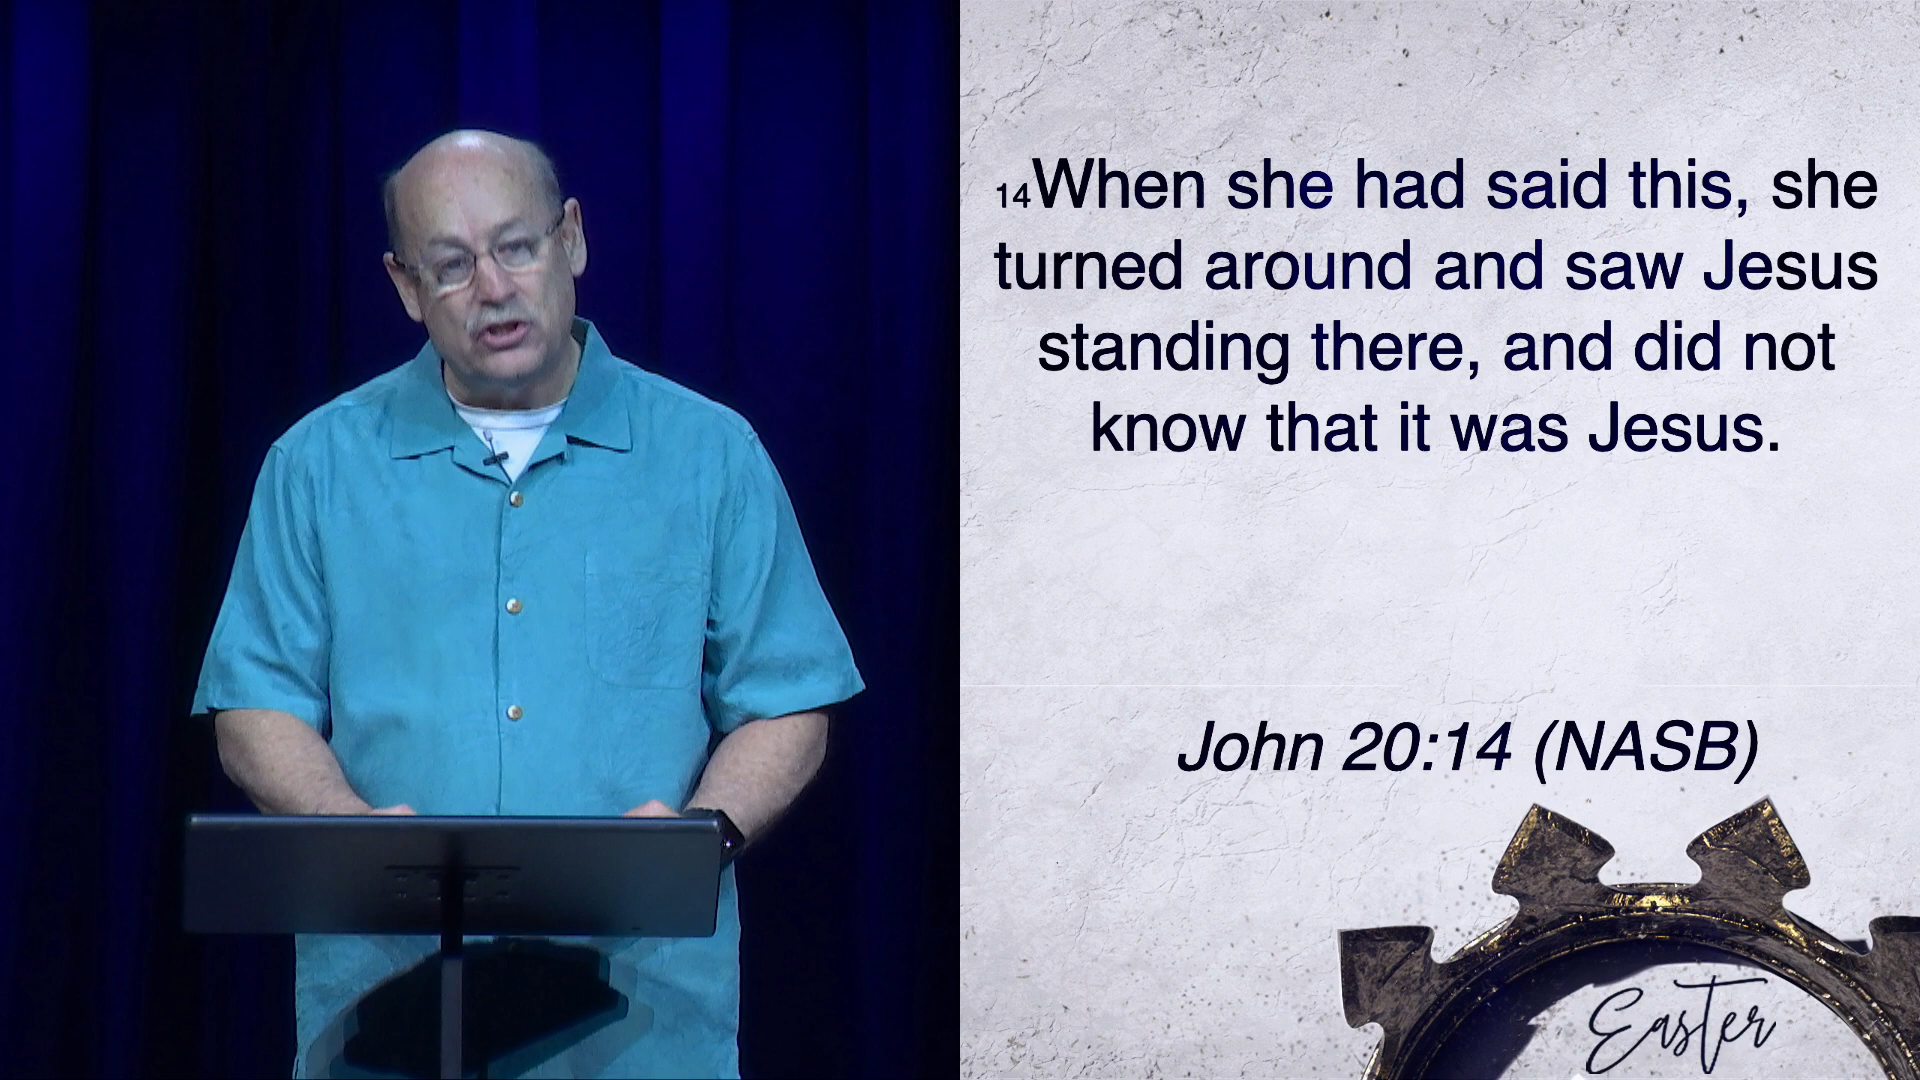 14When she had said this, she
turned around and saw Jesus
standing there, and did not
know that it was Jesus.
John 20:14 (NASB)
Easter